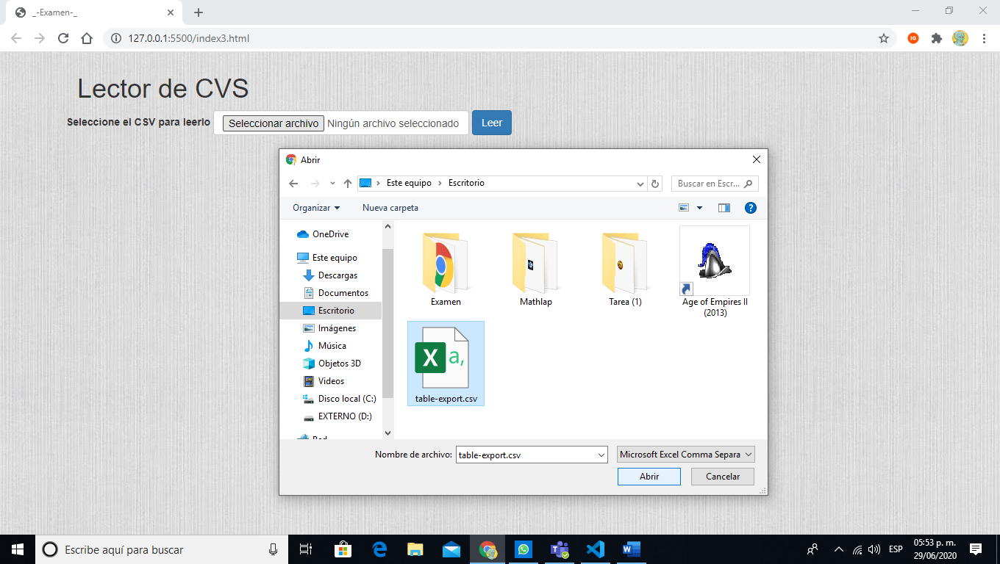 _-Examen-_
127.0.0.1:5500/index3.html
IG
Lector de CVS
Seleccione el CSV para leerlo
Seleccionar archivo
Ningún archivo seleccionado
Leer
Abrir
Este equipo > Escritorio
Buscar en Escr...
Organizar
Nueva carpeta
?
OneDrive
Este equipo
Descargas
Documentos
Escritorio
Imágenes
Música
Objetos 3D
Videos
Disco local (C:)
EXTERNO (D:)
Red
Examen
Mathlap
Tarea (1)
Age of Empires II
(2013)
X a,
table-export.csv
Nombre de archivo:
table-export.csv
Microsoft Excel Comma Separa
Abrir
Cancelar
Escribe aquí para buscar
ESP
05:53 p. m.
29/06/2020